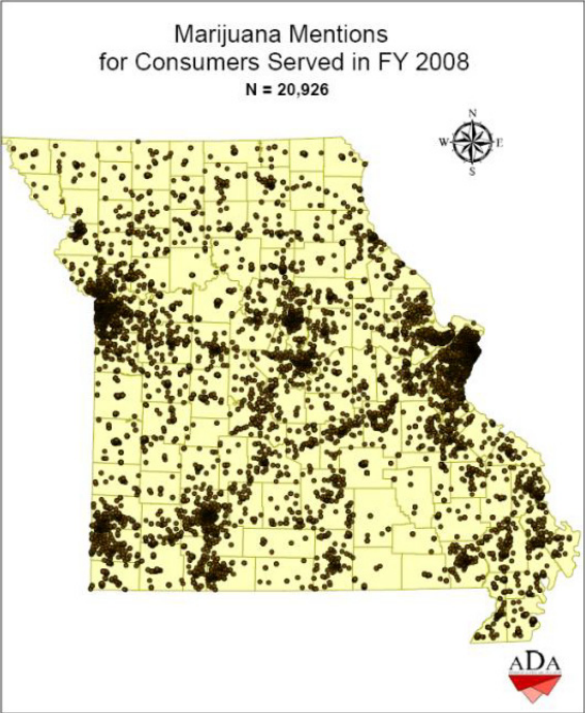 Marijuana Mentions
for Consumers Served in FY 2008
N = 20,926
N
W E
S
ADA